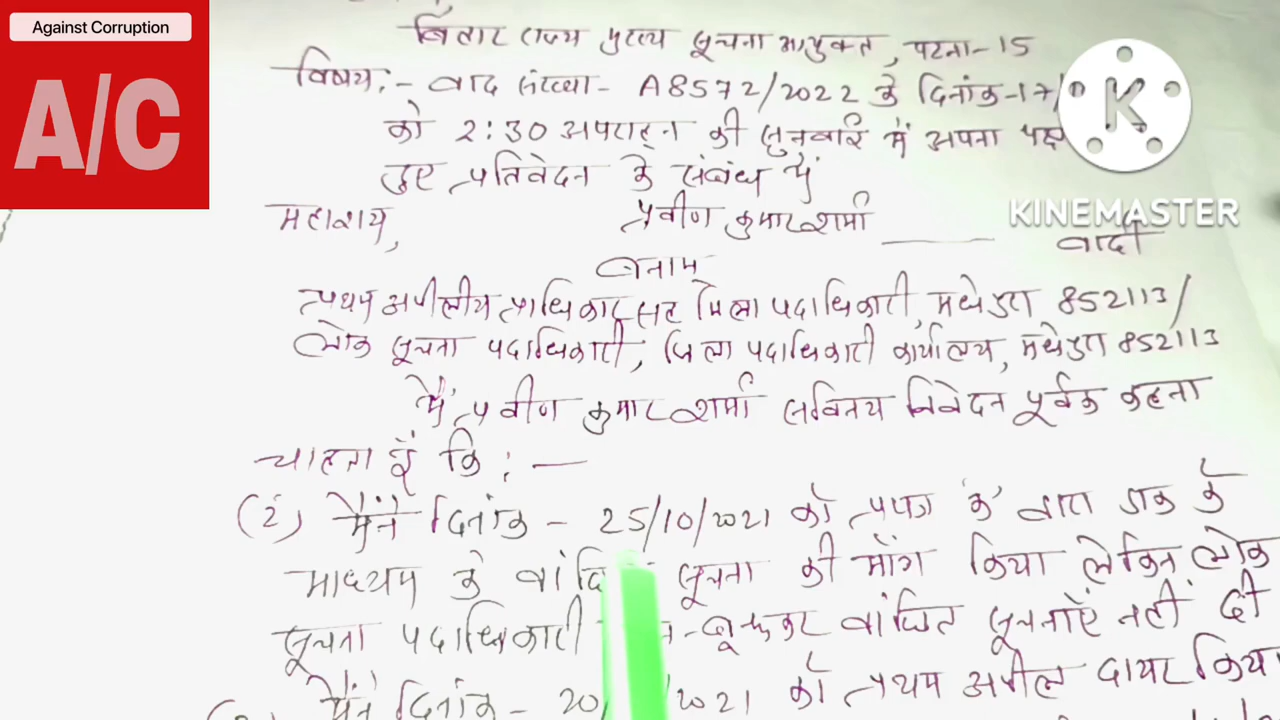 Against Corruption
A/C
बिहार राज्य मुख्य सूचना आयुक्त, पटना-15
विषय:- वाद संख्या- A8572/2022 के दिनांक-17/
को 2:30 अपराह्न की सुनवाई में अपना पक्ष
हुए प्रतिवेदन के संबंध में
KINEMASTER
महाशय, प्रवीण कुमार शर्मा वादी
बनाम
प्रथम अपीलीय प्राधिकार सह जिला पदाधिकारी, मधेपुरा 852113/
लोक सूचना पदाधिकारी, जिला पदाधिकारी कार्यालय, मधेपुरा 852113
मैं प्रवीण कुमार शर्मा सविनय निवेदन पूर्वक कहना
चाहता हूँ कि :—
मैंने दिनांक - 25/10/2021 को प्रपत्र 'क' द्वारा डाक के
माध्यम से सूचना की माँग किया लेकिन लोक
सूचना पदाधिकारी -बूझकर वांछित सूचनाएं नहीं दी
मैंने दिनांक - 20/ /2021 को प्रथम अपील दायर किया